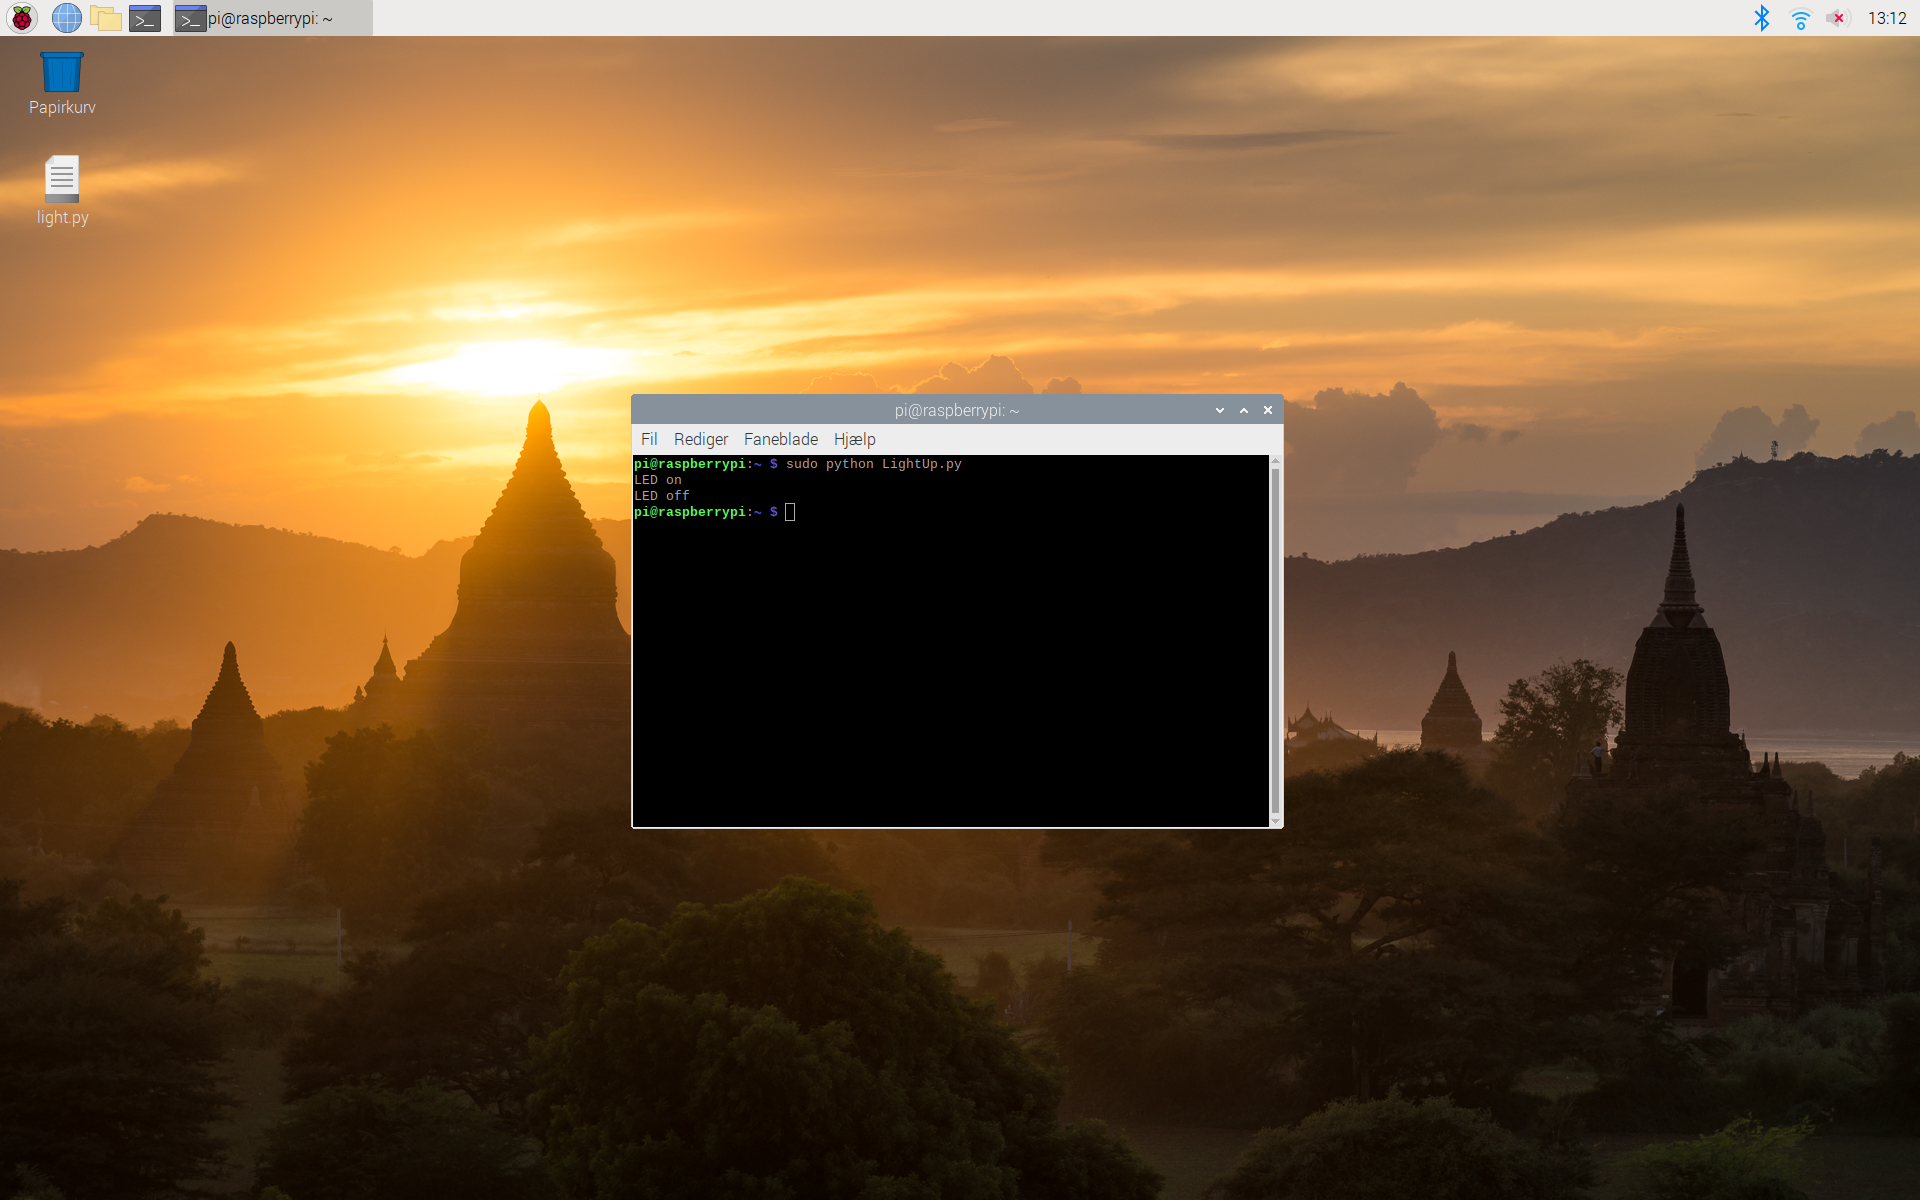 pi@raspberrypi: ~
13:12
Papirkurv
light.py
pi@raspberrypi: ~
Fil Rediger Faneblade Hjælp
pi@raspberrypi:~ $ sudo python LightUp.py
LED on
LED off
pi@raspberrypi:~ $